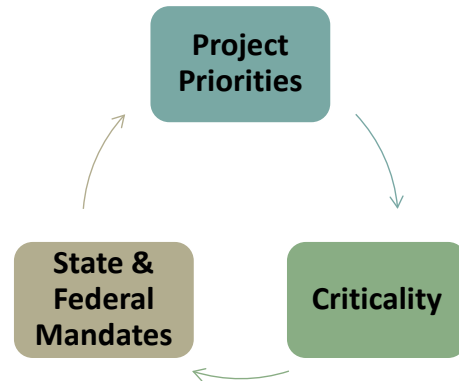 Project
Priorities
Criticality
State &
Federal
Mandates